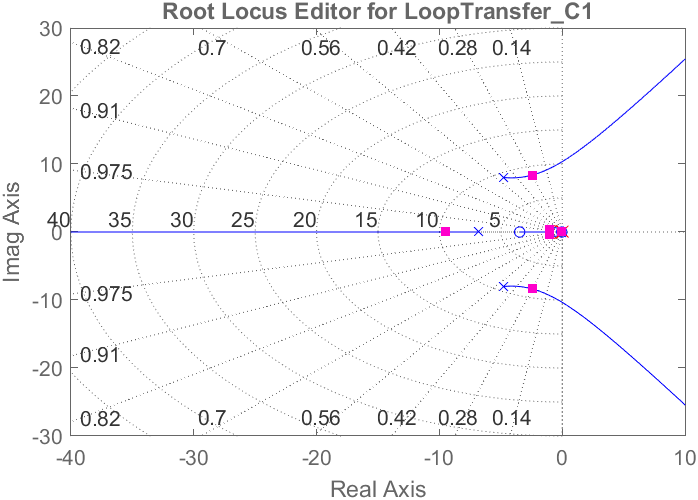 Root Locus Editor for LoopTransfer_C1
30
0.82 0.7 0.56 0.42 0.28 0.14
20
0.91
10
0.975
40 35 30 25 20 15 10 5
0
Imag Axis
0.975
-10
0.91
-20
0.82 0.7 0.56 0.42 0.28 0.14
-30
-40 -30 -20 -10 0 10
Real Axis